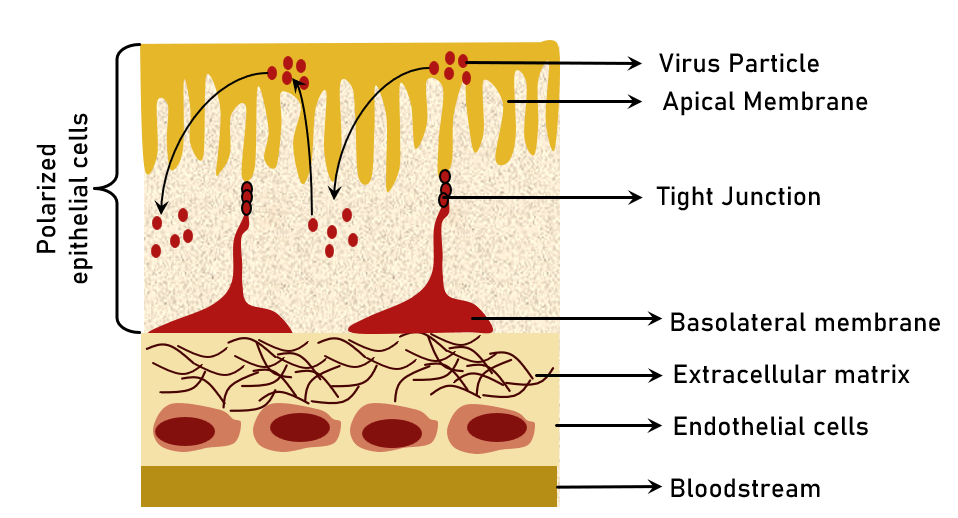 Polarized
epithelial cells
Virus Particle
Apical Membrane
Tight Junction
Basolateral membrane
Extracellular matrix
Endothelial cells
Bloodstream